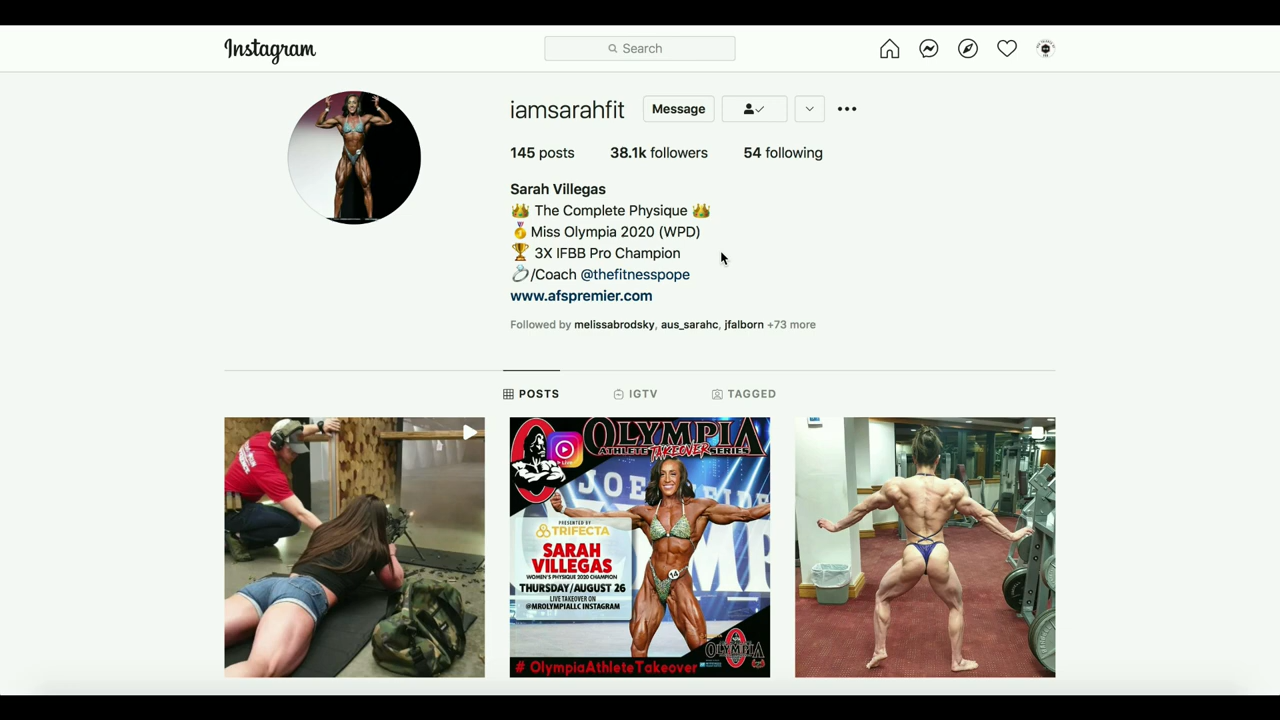 Instagram
Search
iamsarahfit
Message
145 posts 38.1k followers 54 following
Sarah Villegas
👑 The Complete Physique 👑
🥇 Miss Olympia 2020 (WPD)
🏆 3X IFBB Pro Champion
💍/Coach @thefitnesspope
www.afspremier.com
Followed by melissabrodsky, aus_sarahc, jfalborn +73 more
POSTS IGTV TAGGED
OLYMPIA
ATHLETE TAKEOVER SERIES
Live
PRESENTED BY
TRIFECTA
SARAH
VILLEGAS
WOMEN'S PHYSIQUE 2020 CHAMPION
THURSDAY/AUGUST 26
LIVE TAKEOVER ON
@MROLYMPIALLC INSTAGRAM
14
OLYMPIA
# OlympiaAthleteTakeover